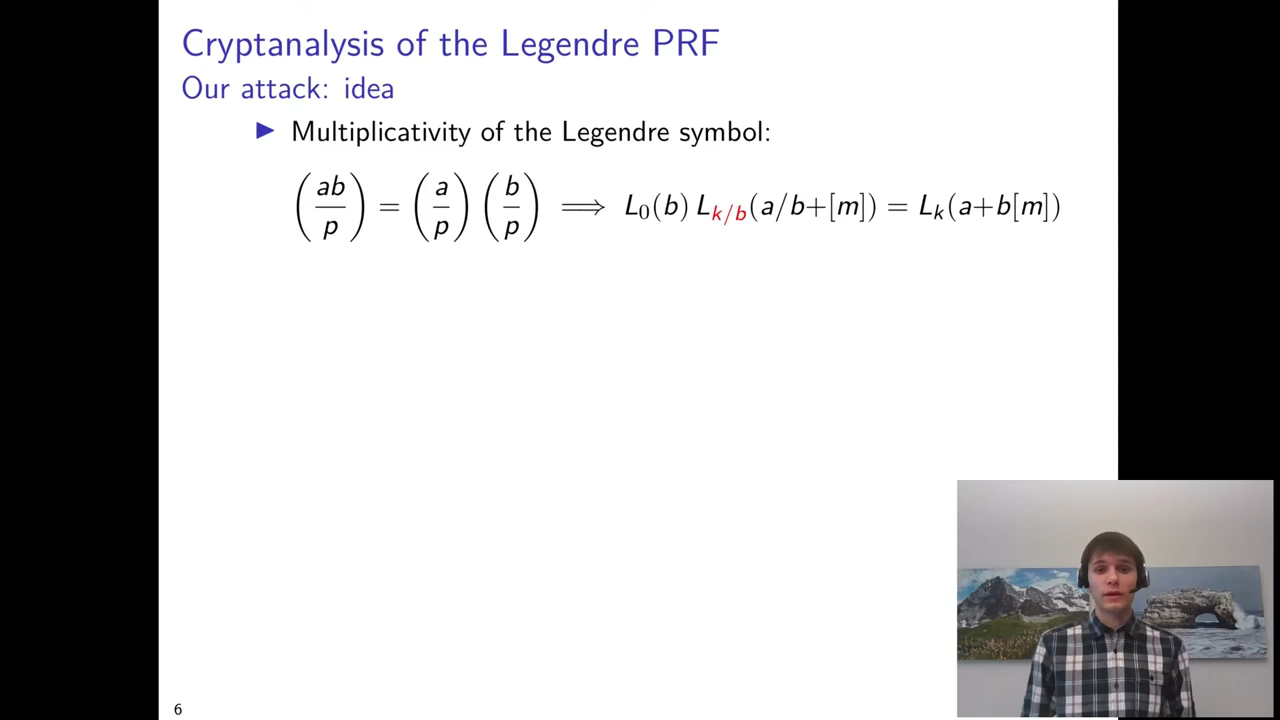 Cryptanalysis of the Legendre PRF
Our attack: idea
▶ Multiplicativity of the Legendre symbol:
(ab/p) = (a/p) (b/p) ⟹ L₀(b) L_{k/b}(a/b+[m]) = L_k(a+b[m])
6